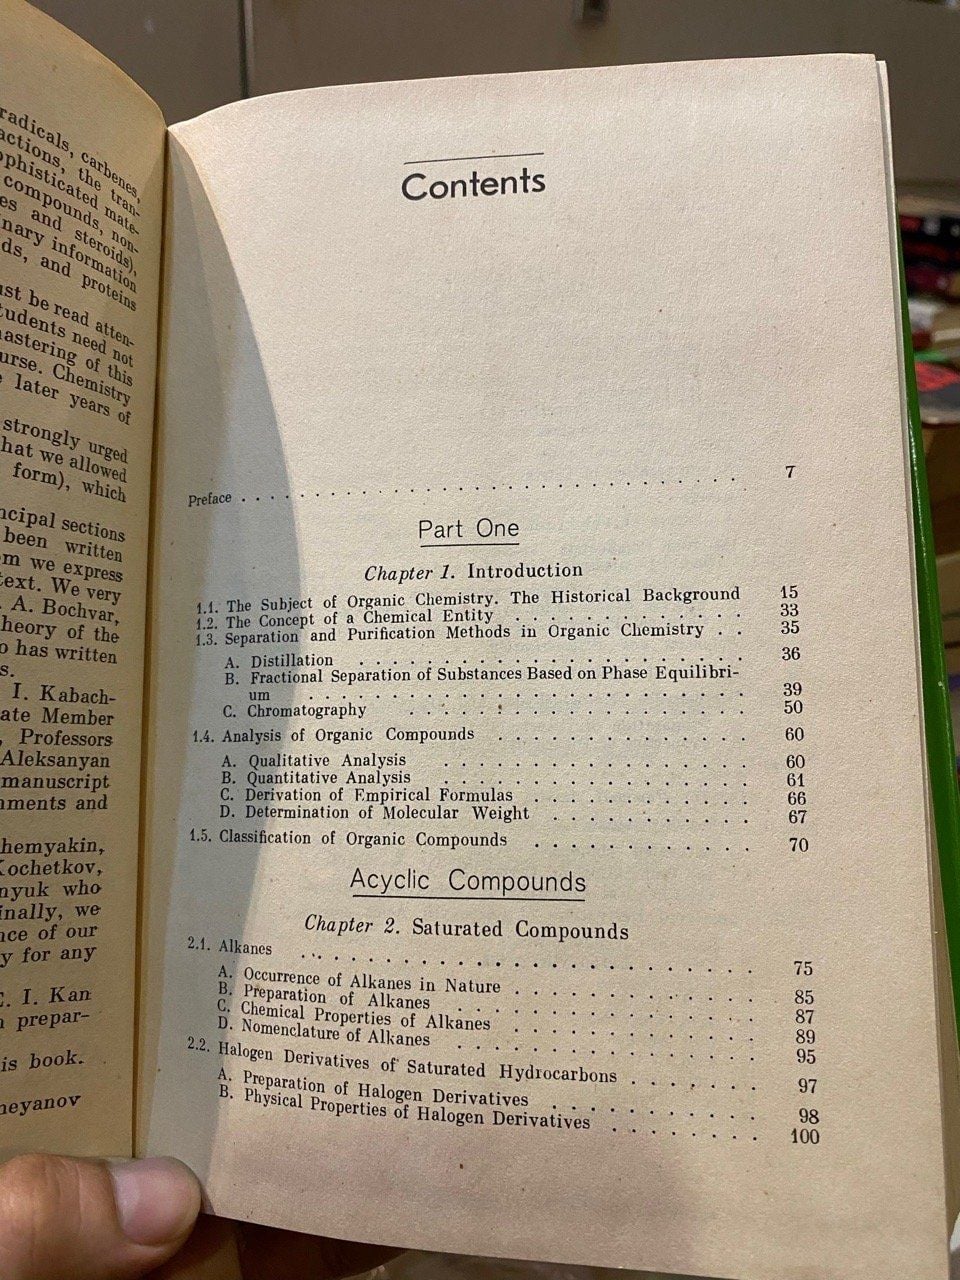 radicals, carbenes,
actions, the tran-
ophisticated mate-
compounds, non-
es and steroids),
nary information
ds, and proteins
ust be read atten-
tudents need not
mastering of this
urse. Chemistry
later years of
strongly urged
hat we allowed
form), which
ncipal sections
been written
om we express
text. We very
. A. Bochvar,
heory of the
o has written
s.
I. Kabach-
ate Member
, Professors
Aleksanyan
manuscript
mments and
hemyakin,
Kochetkov,
nyuk who
inally, we
nce of our
y for any
I. Kan
n prepar-
is book.
meyanov
Contents
Preface . . . . . . . . . . . . . . . . . . . . . . . . . . . . 7
Part One
Chapter 1. Introduction
1.1. The Subject of Organic Chemistry. The Historical Background 15
1.2. The Concept of a Chemical Entity . . . . . . . . . . . . 33
1.3. Separation and Purification Methods in Organic Chemistry . . 35
A. Distillation . . . . . . . . . . . . . . . . . . . . . 36
B. Fractional Separation of Substances Based on Phase Equilibri-
um . . . . . . . . . . . . . . . . . . . . . . . 39
C. Chromatography . . . . . . . . . . . . . . . . . . 50
1.4. Analysis of Organic Compounds . . . . . . . . . . . . . 60
A. Qualitative Analysis . . . . . . . . . . . . . . . . 60
B. Quantitative Analysis . . . . . . . . . . . . . . . . 61
C. Derivation of Empirical Formulas . . . . . . . . . . . 66
D. Determination of Molecular Weight . . . . . . . . . . 67
1.5. Classification of Organic Compounds . . . . . . . . . . . 70
Acyclic Compounds
Chapter 2. Saturated Compounds
2.1. Alkanes . . . . . . . . . . . . . . . . . . . . . . . . 75
A. Occurrence of Alkanes in Nature . . . . . . . . . . . . 85
B. Preparation of Alkanes . . . . . . . . . . . . . . . . 87
C. Chemical Properties of Alkanes . . . . . . . . . . . . 89
D. Nomenclature of Alkanes . . . . . . . . . . . . . . . 95
2.2. Halogen Derivatives of Saturated Hydrocarbons . . . . . . . 97
A. Preparation of Halogen Derivatives . . . . . . . . . . . 98
B. Physical Properties of Halogen Derivatives . . . . . . . . 100